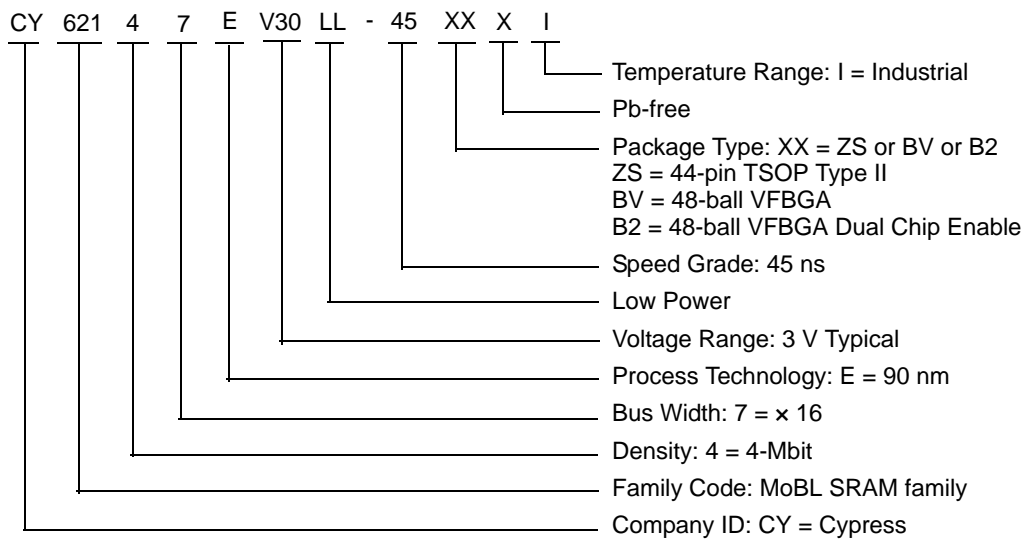 CY 621 4 7 E V30 LL - 45 XX X I
Temperature Range: I = Industrial
Pb-free
Package Type: XX = ZS or BV or B2
ZS = 44-pin TSOP Type II
BV = 48-ball VFBGA
B2 = 48-ball VFBGA Dual Chip Enable
Speed Grade: 45 ns
Low Power
Voltage Range: 3 V Typical
Process Technology: E = 90 nm
Bus Width: 7 = × 16
Density: 4 = 4-Mbit
Family Code: MoBL SRAM family
Company ID: CY = Cypress